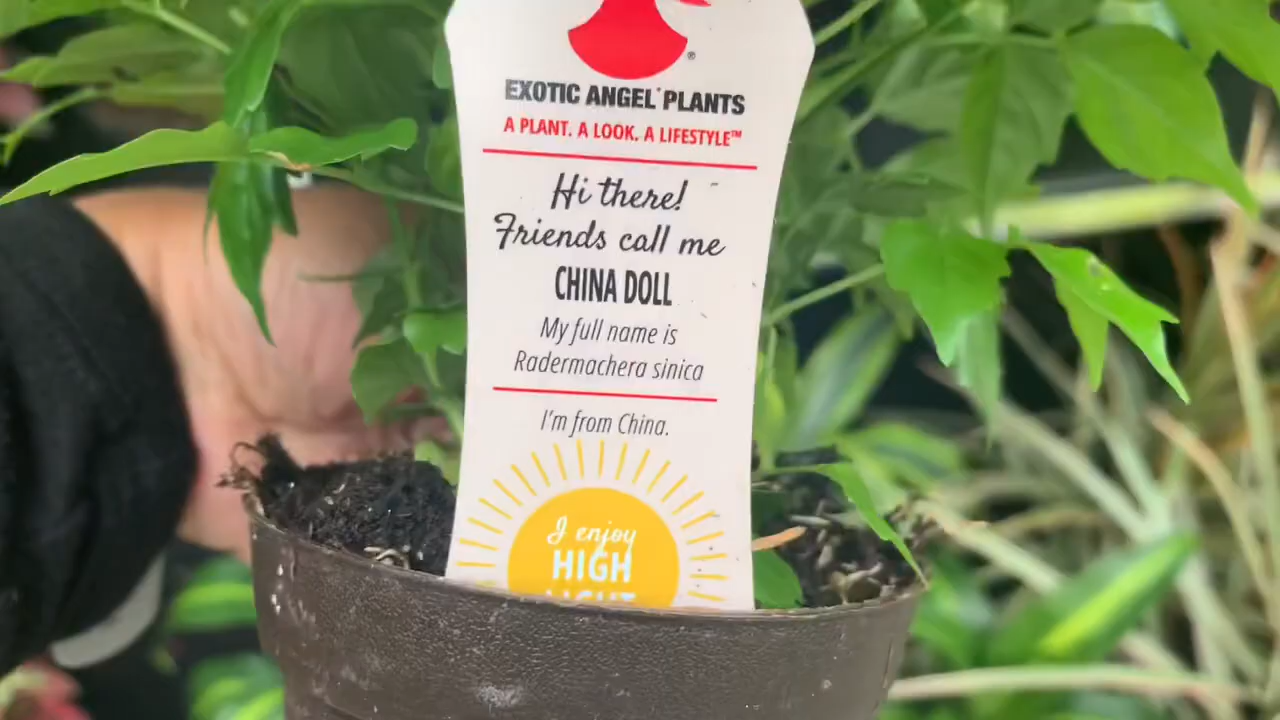 ®
EXOTIC ANGEL® PLANTS
A PLANT. A LOOK. A LIFESTYLE™
Hi there!
Friends call me
CHINA DOLL
My full name is
Radermachera sinica
I'm from China.
I enjoy
HIGH
LIGHT